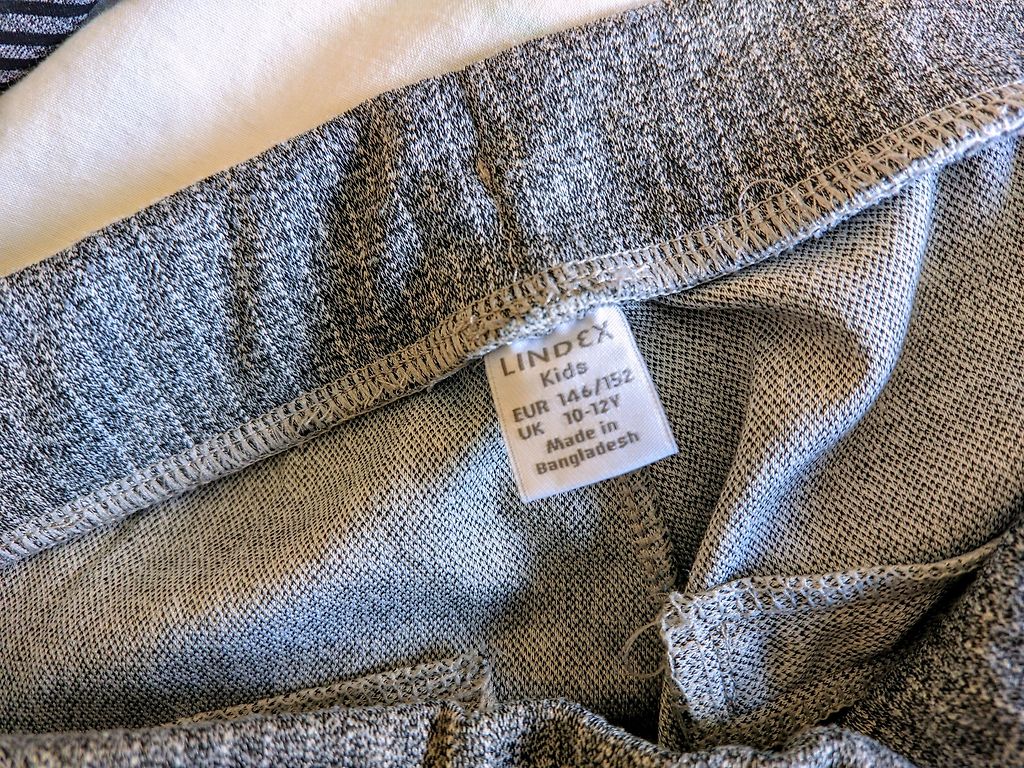 LINDEX
Kids
EUR 146/152
UK 10-12Y
Made in
Bangladesh